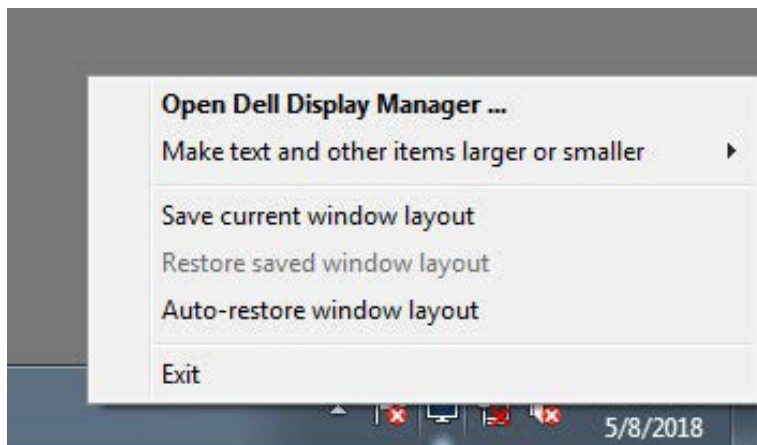 Open Dell Display Manager ...
Make text and other items larger or smaller
Save current window layout
Restore saved window layout
Auto-restore window layout
Exit
5/8/2018